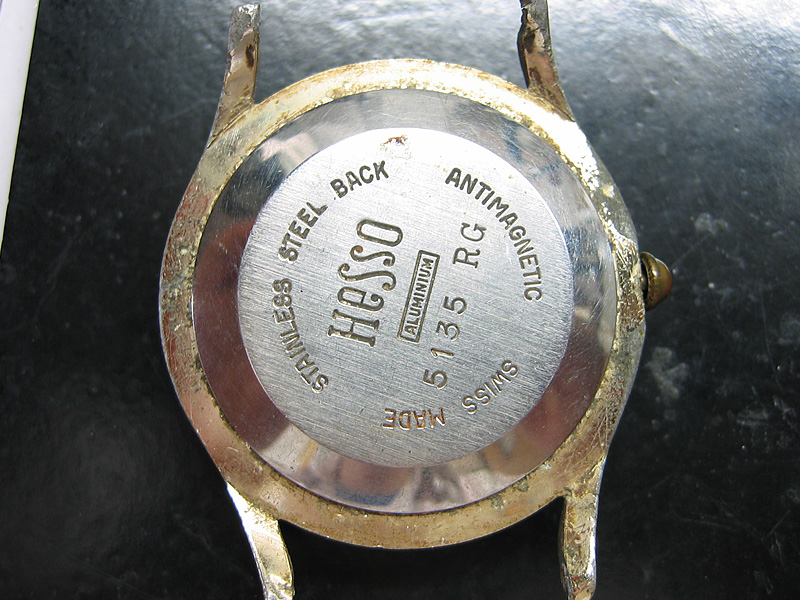 STAINLESS STEEL BACK ANTIMAGNETIC
Hesso
ALUMINIUM
5135 RG
SWISS MADE